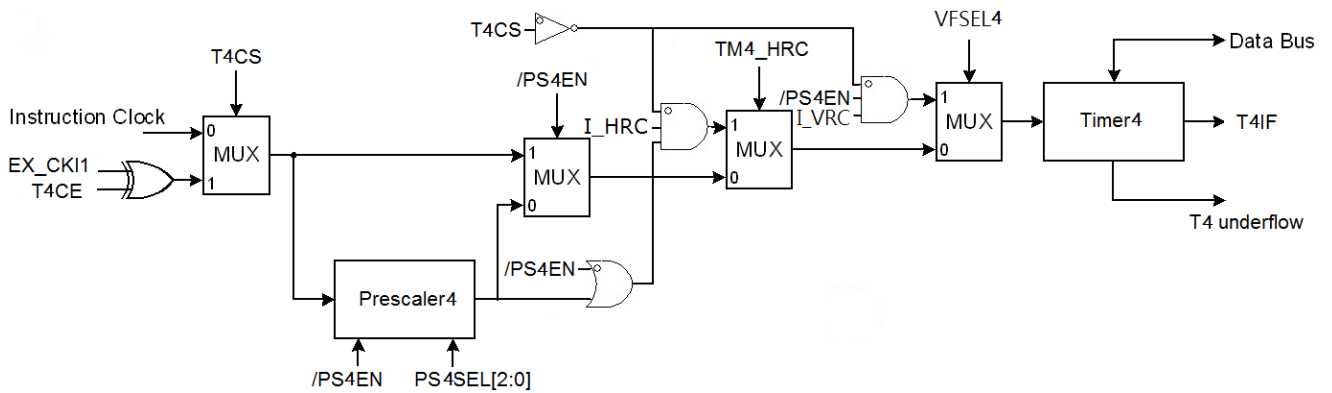 T4CS
VFSEL4
T4CS
TM4_HRC
Data Bus
/PS4EN
/PS4EN
1
Instruction Clock
0
I_HRC
1
I_VRC
MUX
Timer4
T4IF
MUX
1
MUX
0
EX_CKI1
1
MUX
T4CE
0
0
T4 underflow
/PS4EN
Prescaler4
/PS4EN
PS4SEL[2:0]